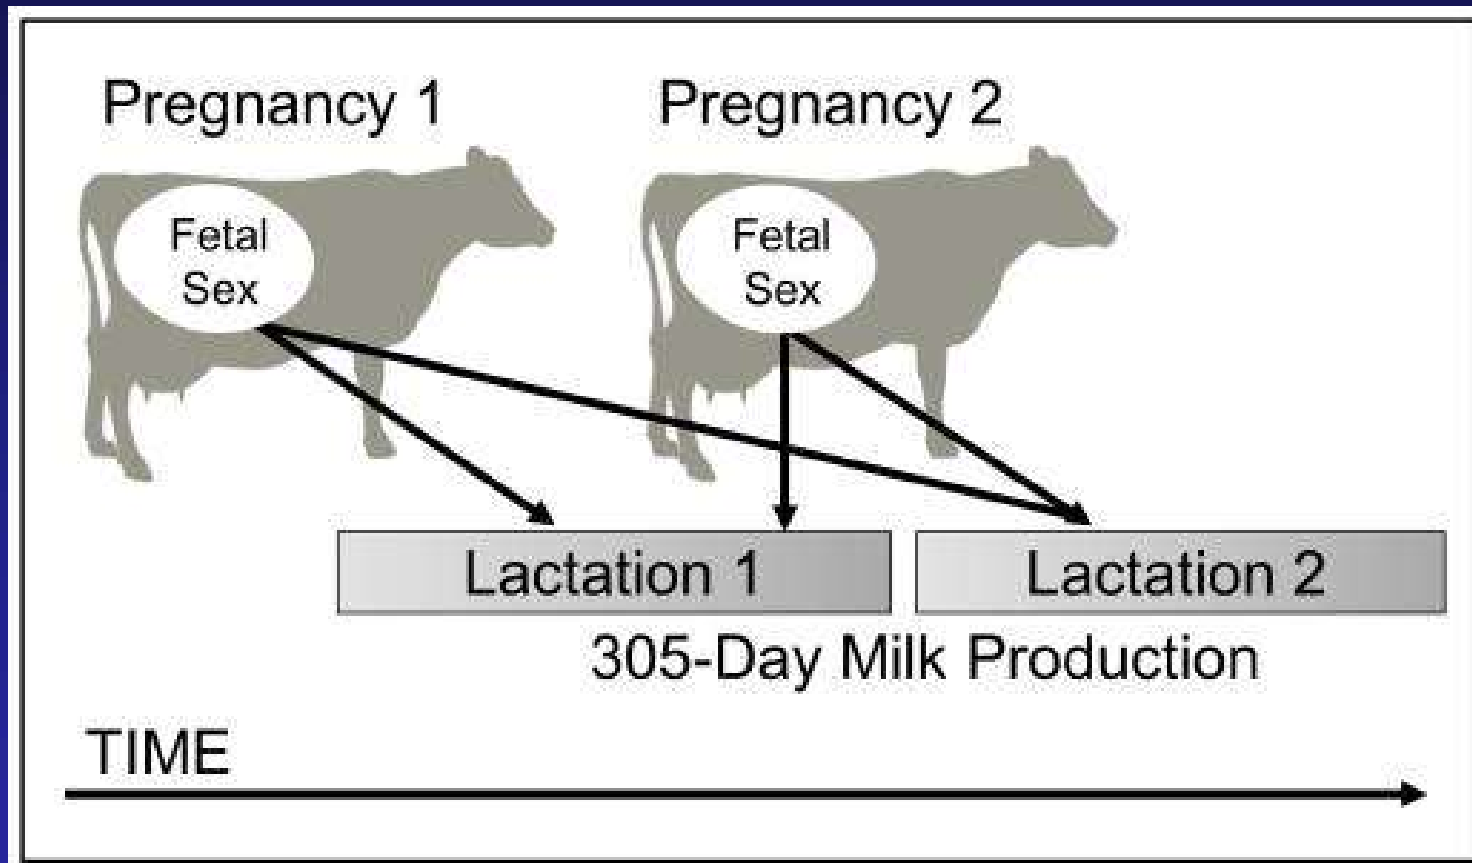 Pregnancy 1
Pregnancy 2
Fetal
Sex
Fetal
Sex
Lactation 1
Lactation 2
305-Day Milk Production
TIME